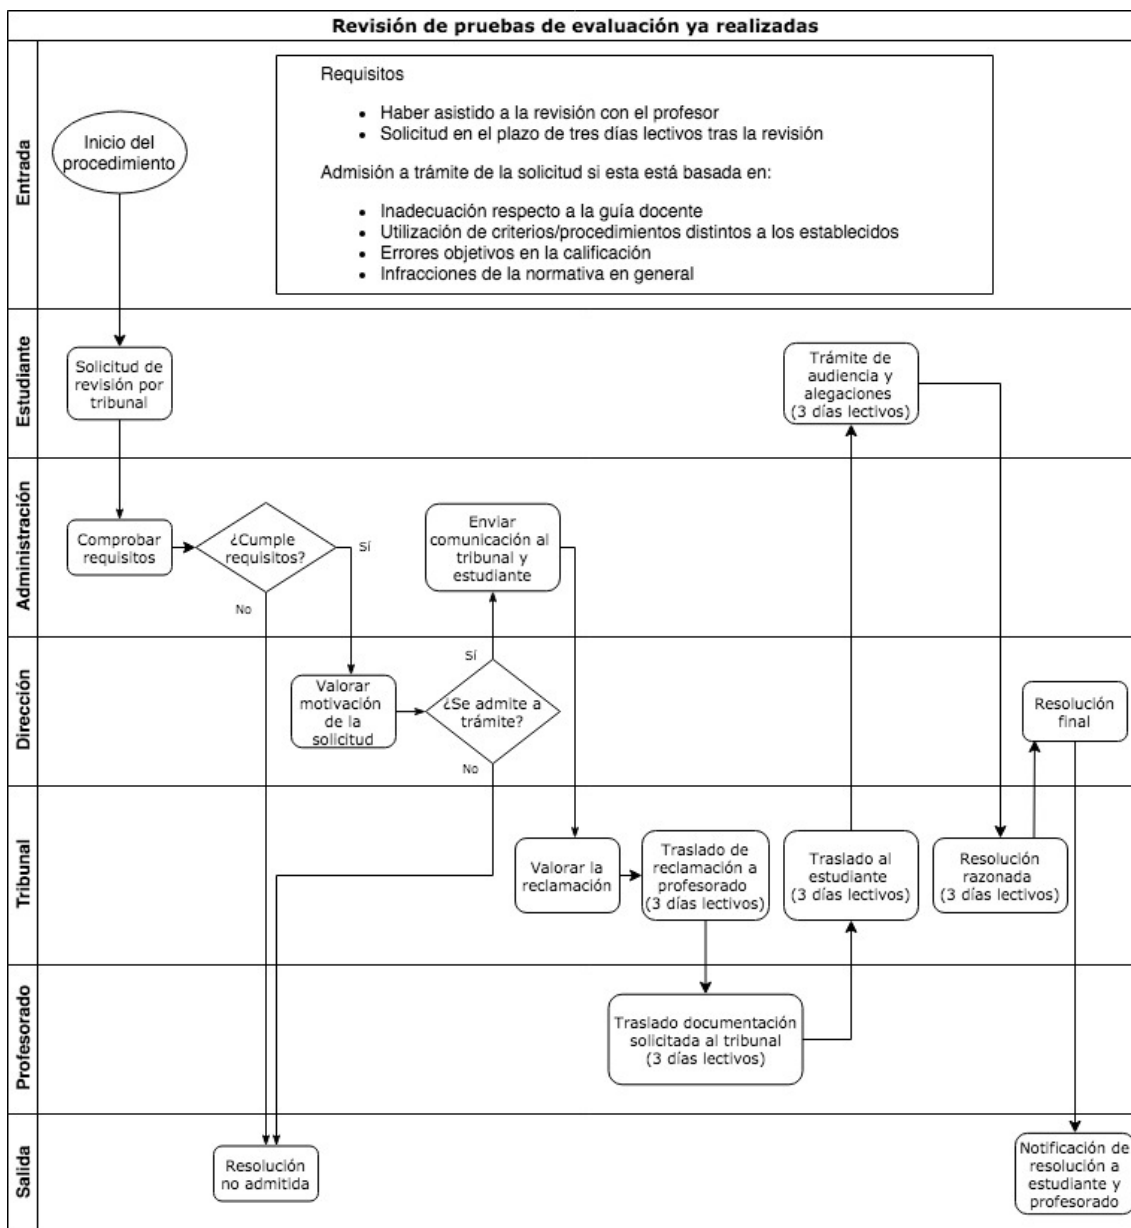 Revisión de pruebas de evaluación ya realizadas
Entrada
Inicio del
procedimiento
Requisitos
• Haber asistido a la revisión con el profesor
• Solicitud en el plazo de tres días lectivos tras la revisión
Admisión a trámite de la solicitud si esta está basada en:
• Inadecuación respecto a la guía docente
• Utilización de criterios/procedimientos distintos a los establecidos
• Errores objetivos en la calificación
• Infracciones de la normativa en general
Estudiante
Solicitud de
revisión por
tribunal
Trámite de
audiencia y
alegaciones
(3 días lectivos)
Administración
Comprobar
requisitos
¿Cumple
requisitos?
Sí
No
Enviar
comunicación al
tribunal y
estudiante
Dirección
Valorar
motivación
de la
solicitud
Sí
¿Se admite a
trámite?
No
Resolución
final
Tribunal
Valorar la
reclamación
Traslado de
reclamación a
profesorado
(3 días lectivos)
Traslado al
estudiante
(3 días lectivos)
Resolución
razonada
(3 días lectivos)
Profesorado
Traslado documentación
solicitada al tribunal
(3 días lectivos)
Salida
Resolución
no admitida
Notificación de
resolución a
estudiante y
profesorado